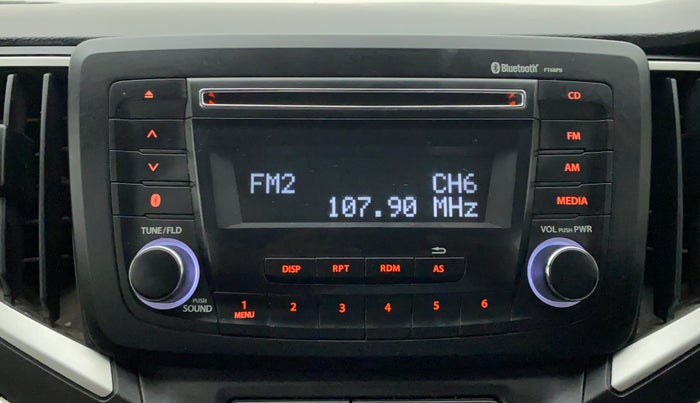 Bluetooth® FT68PS
CD
FM
AM
MEDIA
FM2 CH6
107.90 MHz
TUNE/FLD
VOL PUSH PWR
DISP RPT RDM AS
PUSH
SOUND
1 2 3 4 5 6
MENU